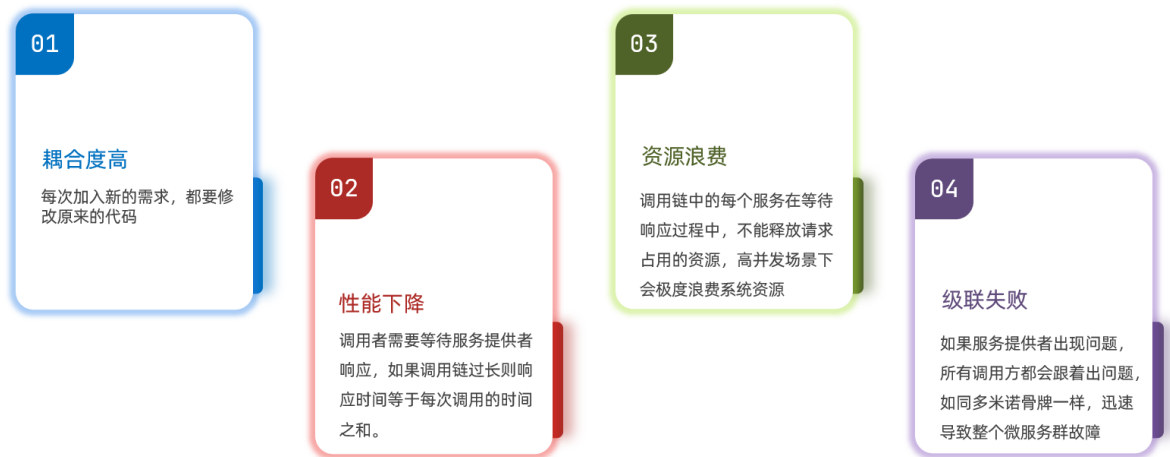 01
耦合度高
每次加入新的需求，都要修
改原来的代码
02
性能下降
调用者需要等待服务提供者
响应，如果调用链过长则响
应时间等于每次调用的时间
之和。
03
资源浪费
调用链中的每个服务在等待
响应过程中，不能释放请求
占用的资源，高并发场景下
会极度浪费系统资源
04
级联失败
如果服务提供者出现问题，
所有调用方都会跟着出问题，
如同多米诺骨牌一样，迅速
导致整个微服务群故障